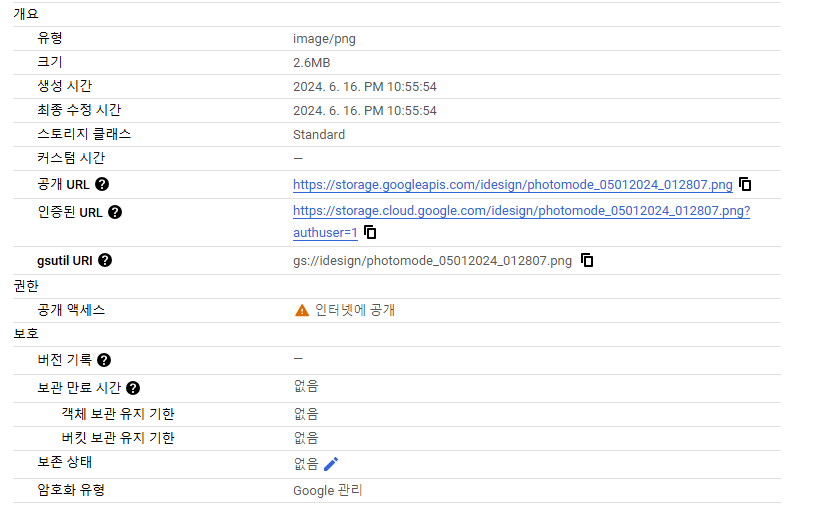 개요
유형 image/png
크기 2.6MB
생성 시간 2024. 6. 16. PM 10:55:54
최종 수정 시간 2024. 6. 16. PM 10:55:54
스토리지 클래스 Standard
커스텀 시간 —
공개 URL https://storage.googleapis.com/idesign/photomode_05012024_012807.png
인증된 URL https://storage.cloud.google.com/idesign/photomode_05012024_012807.png?
authuser=1
gsutil URI gs://idesign/photomode_05012024_012807.png
권한
공개 액세스 인터넷에 공개
보호
버전 기록 —
보관 만료 시간 없음
객체 보관 유지 기한 없음
버킷 보관 유지 기한 없음
보존 상태 없음
암호화 유형 Google 관리